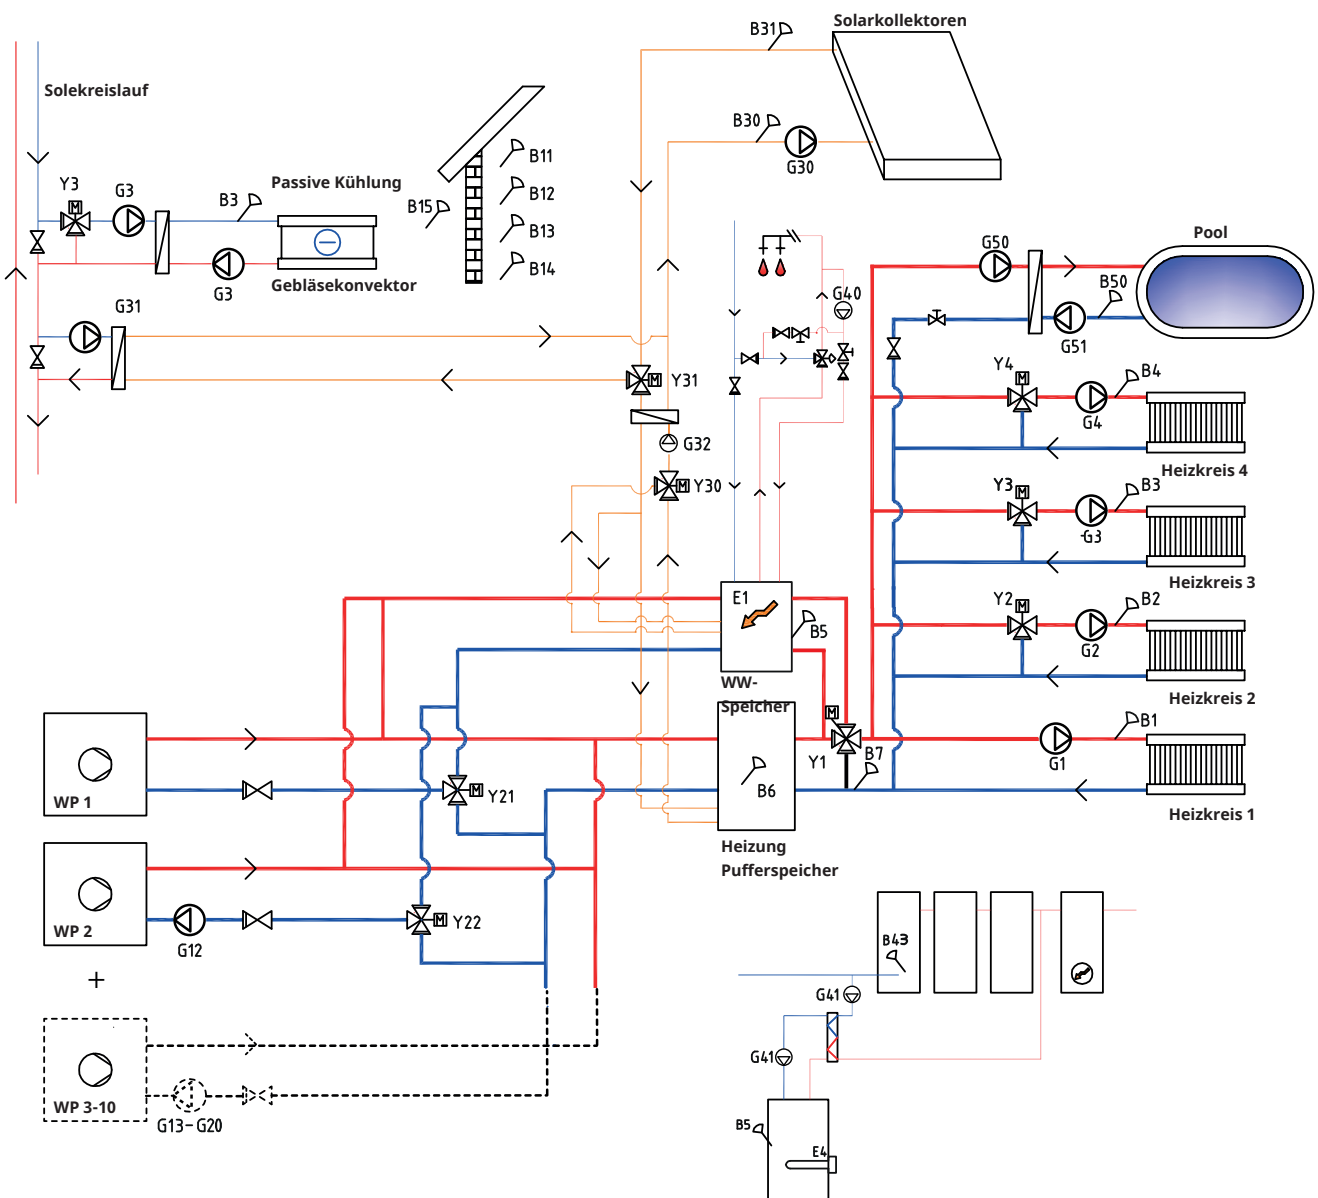 Solarkollektoren
B31
Solekreislauf
B30
G30
B11
Y3
G3
B3
Passive Kühlung
B12
B15
B13
B14
G3
Gebläsekonvektor
G31
Pool
G50
B50
G40
G51
Y31
Y4
B4
G4
G32
Heizkreis 4
Y30
Y3
B3
G3
Heizkreis 3
E1
B5
Y2
B2
G2
WW-
Speicher
Heizkreis 2
B1
Y1
B7
G1
WP 1
Y21
B6
Heizkreis 1
Heizung
Pufferspeicher
WP 2
G12
Y22
+
B43
G41
G41
WP 3-10
G13-G20
B5
E4